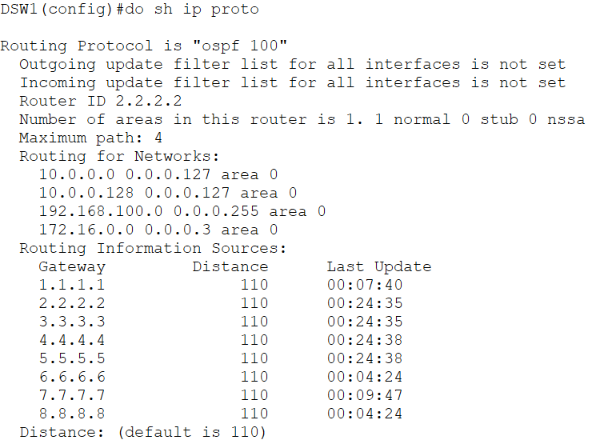 DSW1(config)#do sh ip proto
Routing Protocol is "ospf 100"
Outgoing update filter list for all interfaces is not set
Incoming update filter list for all interfaces is not set
Router ID 2.2.2.2
Number of areas in this router is 1. 1 normal 0 stub 0 nssa
Maximum path: 4
Routing for Networks:
10.0.0.0 0.0.0.127 area 0
10.0.0.128 0.0.0.127 area 0
192.168.100.0 0.0.0.255 area 0
172.16.0.0 0.0.0.3 area 0
Routing Information Sources:
Gateway Distance Last Update
1.1.1.1 110 00:07:40
2.2.2.2 110 00:24:35
3.3.3.3 110 00:24:35
4.4.4.4 110 00:24:38
5.5.5.5 110 00:24:38
6.6.6.6 110 00:04:24
7.7.7.7 110 00:09:47
8.8.8.8 110 00:04:24
Distance: (default is 110)